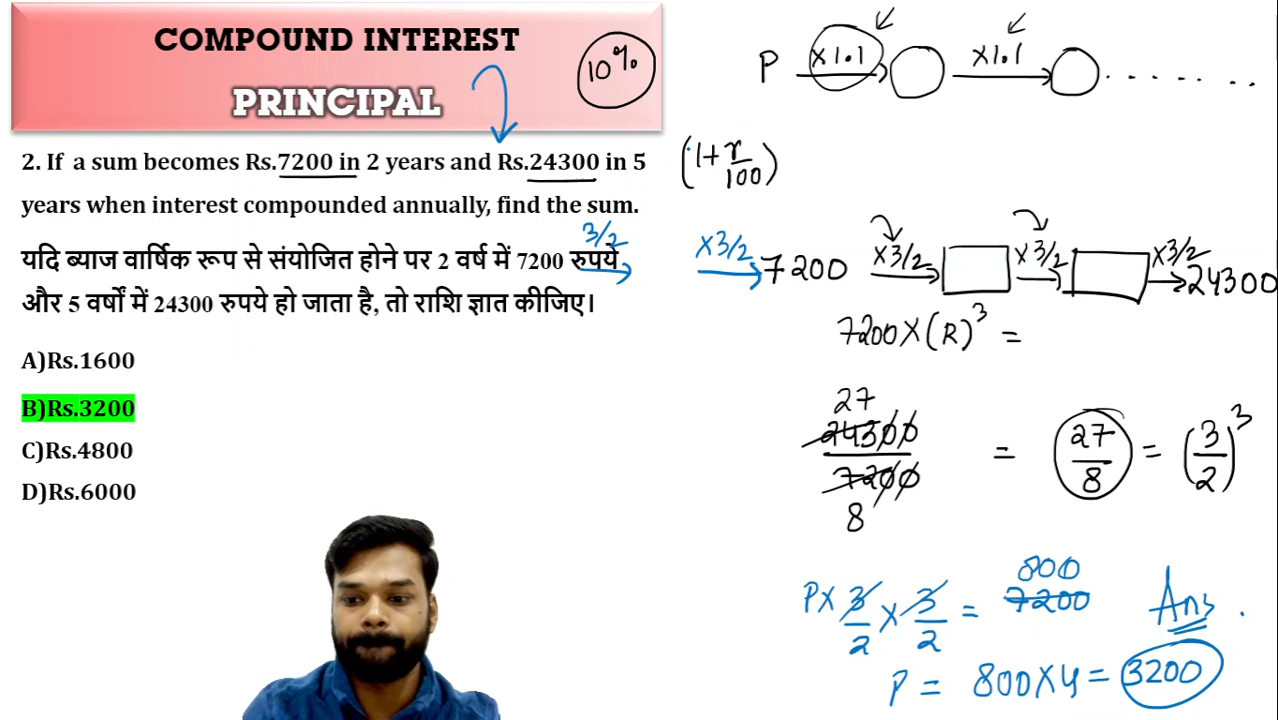 COMPOUND INTEREST
PRINCIPAL
10%
2. If a sum becomes Rs.7200 in 2 years and Rs.24300 in 5
years when interest compounded annually, find the sum.
3/2
यदि ब्याज वार्षिक रूप से संयोजित होने पर 2 वर्ष में 7200 रुपये
और 5 वर्षों में 24300 रुपये हो जाता है, तो राशि ज्ञात कीजिए।
A)Rs.1600
B)Rs.3200
C)Rs.4800
D)Rs.6000
P ×1.1 ×1.1 . . . . . . .
(1+r/100)
×3/2 7200 ×3/2 ×3/2 ×3/2 24300
7200×(R)³ =
27
24300/7200 = 27/8 = (3/2)³
8
800
P× 3/2 × 3/2 = 7200 Ans.
P = 800×4 = 3200